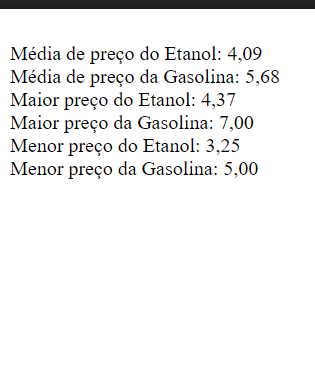 Média de preço do Etanol: 4,09
Média de preço da Gasolina: 5,68
Maior preço do Etanol: 4,37
Maior preço da Gasolina: 7,00
Menor preço do Etanol: 3,25
Menor preço da Gasolina: 5,00